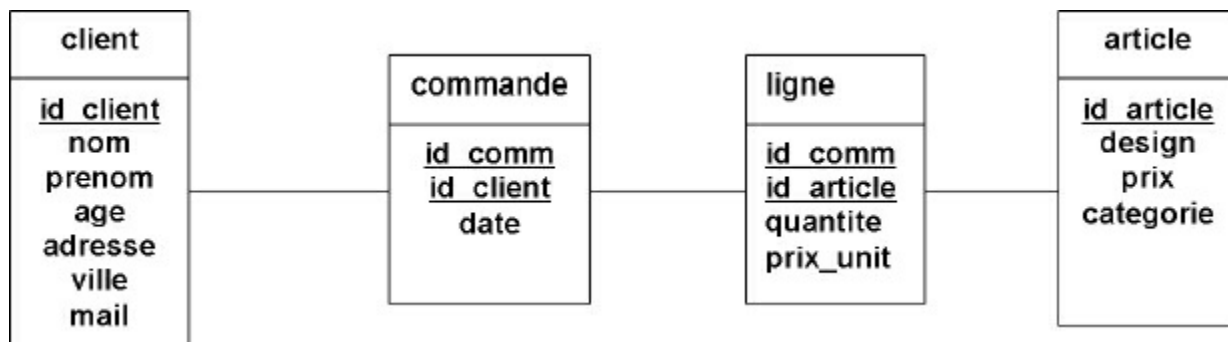 client
id_client
nom
prenom
age
adresse
ville
mail
commande
id_comm
id_client
date
ligne
id_comm
id_article
quantite
prix_unit
article
id_article
design
prix
categorie